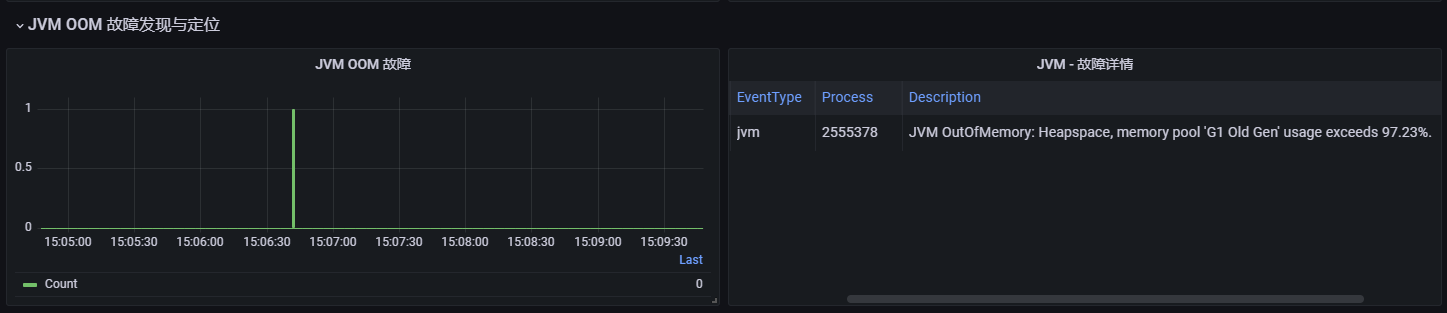 JVM OOM 故障发现与定位
JVM OOM 故障
1
0.5
0
15:05:00 15:05:30 15:06:00 15:06:30 15:07:00 15:07:30 15:08:00 15:08:30 15:09:00 15:09:30
Last
Count 0
JVM - 故障详情
EventType Process Description
jvm 2555378 JVM OutOfMemory: Heapspace, memory pool 'G1 Old Gen' usage exceeds 97.23%.